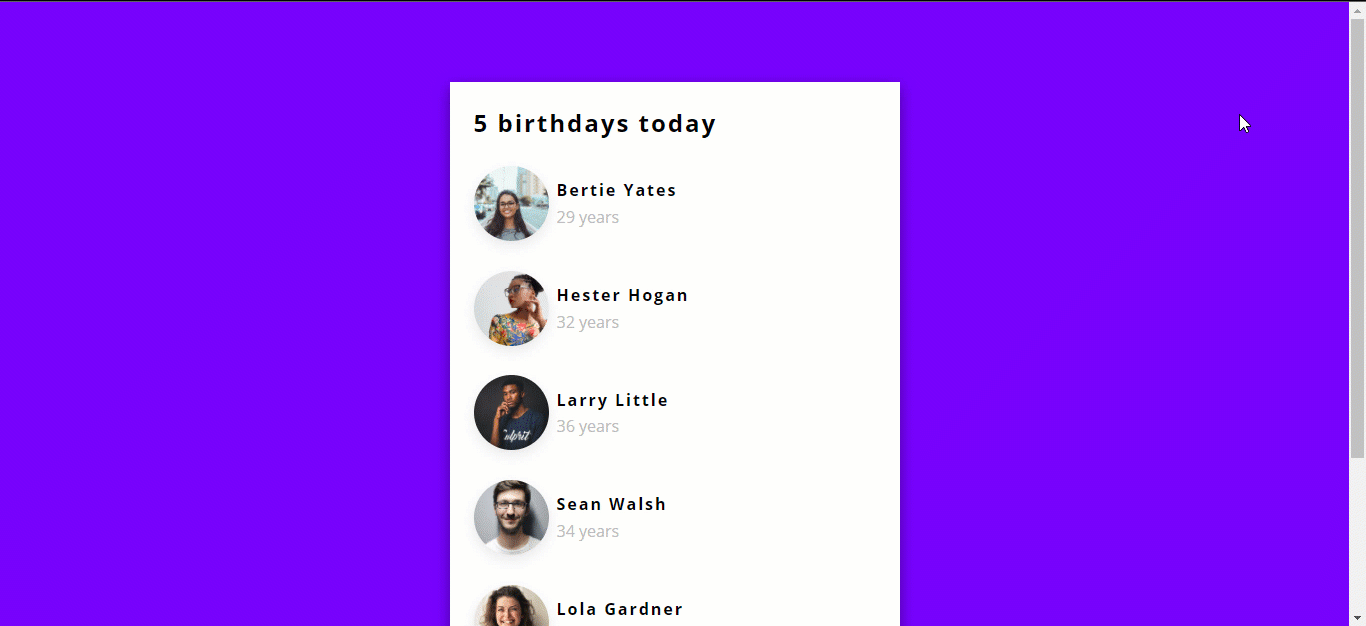 5 birthdays today
Bertie Yates
29 years
Hester Hogan
32 years
Larry Little
36 years
Sean Walsh
34 years
Lola Gardner